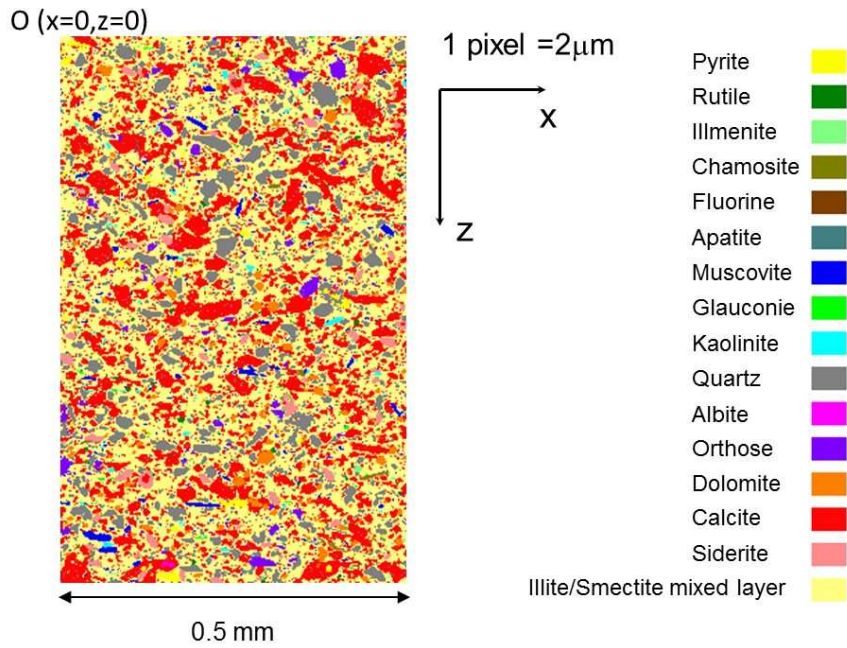 O (x=0,z=0)
1 pixel =2μm
x
z
Pyrite
Rutile
Illmenite
Chamosite
Fluorine
Apatite
Muscovite
Glauconie
Kaolinite
Quartz
Albite
Orthose
Dolomite
Calcite
Siderite
Illite/Smectite mixed layer
0.5 mm